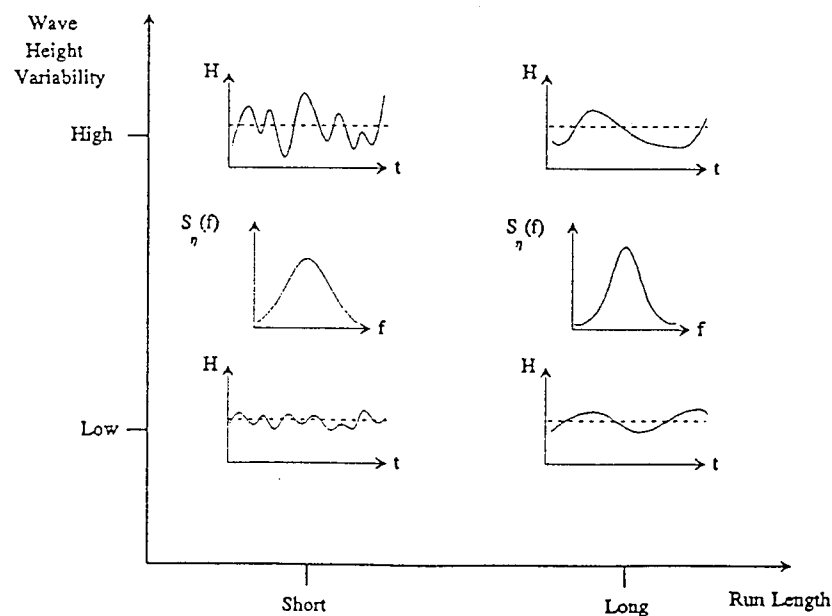 Wave
Height
Variability
High
Low
H
t
H
t
S
η
(f)
f
S
η
(f)
f
H
t
H
t
Short
Long
Run Length